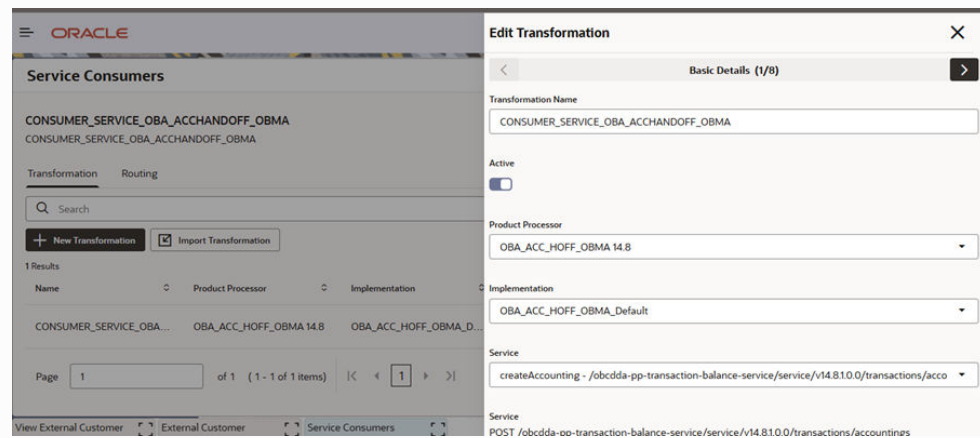 ORACLE
Service Consumers
CONSUMER_SERVICE_OBA_ACCHANDOFF_OBMA
CONSUMER_SERVICE_OBA_ACCHANDOFF_OBMA
Transformation Routing
Search
New Transformation Import Transformation
1 Results
Name Product Processor Implementation
CONSUMER_SERVICE_OBA... OBA_ACC_HOFF_OBMA 14.8 OBA_ACC_HOFF_OBMA_D...
Page 1 of 1 (1 - 1 of 1 items) 1
View External Customer External Customer Service Consumers
Edit Transformation
Basic Details (1/8)
Transformation Name
CONSUMER_SERVICE_OBA_ACCHANDOFF_OBMA
Active
Product Processor
OBA_ACC_HOFF_OBMA 14.8
Implementation
OBA_ACC_HOFF_OBMA_Default
Service
createAccounting - /obcdda-pp-transaction-balance-service/service/v14.8.1.0.0/transactions/acco
Service
POST /obcdda-pp-transaction-balance-service/service/v14.8.1.0.0/transactions/accountings